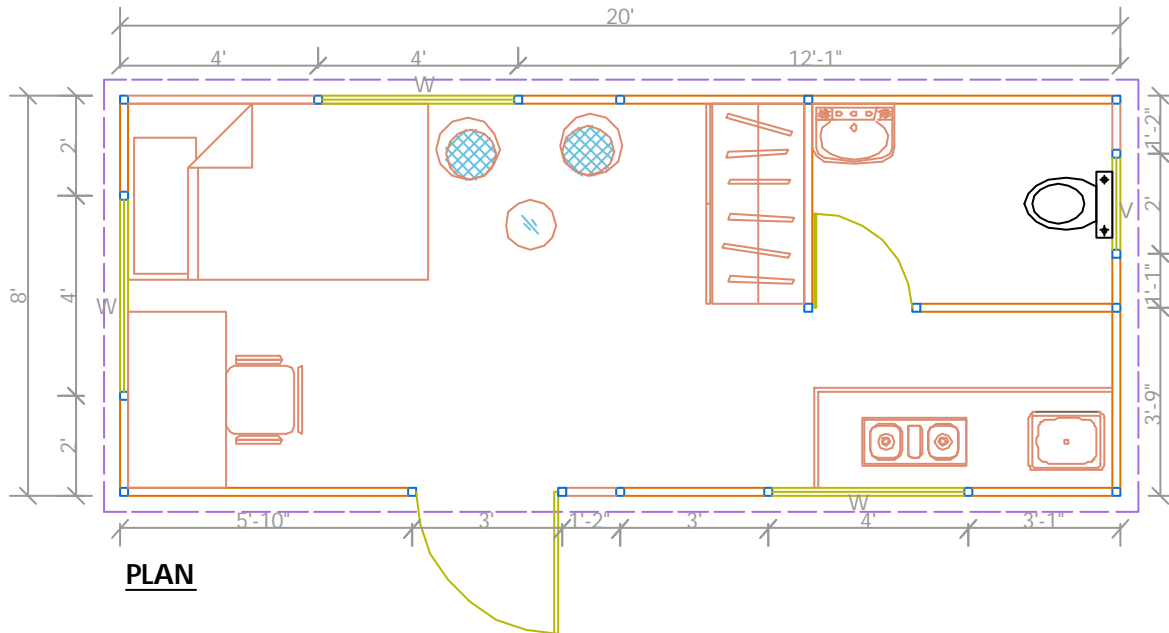 20'
4' 4' 12'-1"
W
2'
8'
4'
W
2'
1'-2"
2'
V
1'-1"
3'-9"
W
5'-10" 3' 1'-2" 3' 4' 3'-1"
PLAN